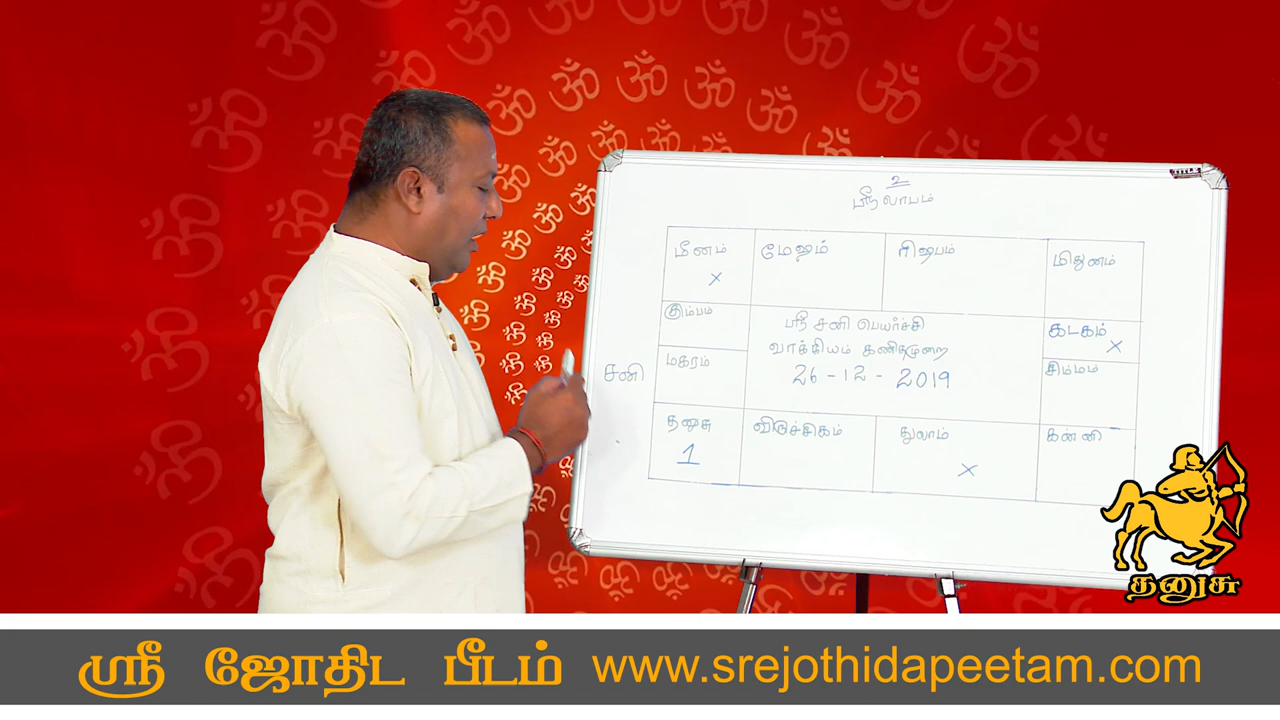 உ
ஸ்ரீ லாபம்
மீனம்
மேஷம்
ரிஷபம்
மிதுனம்
X
கும்பம்
ஸ்ரீ சனி பெயர்ச்சி
வாக்கியம் கணிதமுறை
26-12-2019
கடகம்
X
சனி
மகரம்
சிம்மம்
தனுசு
1
விருச்சிகம்
துலாம்
X
கன்னி
தனுசு
ஸ்ரீ ஜோதிட பீடம் www.srejothidapeetam.com